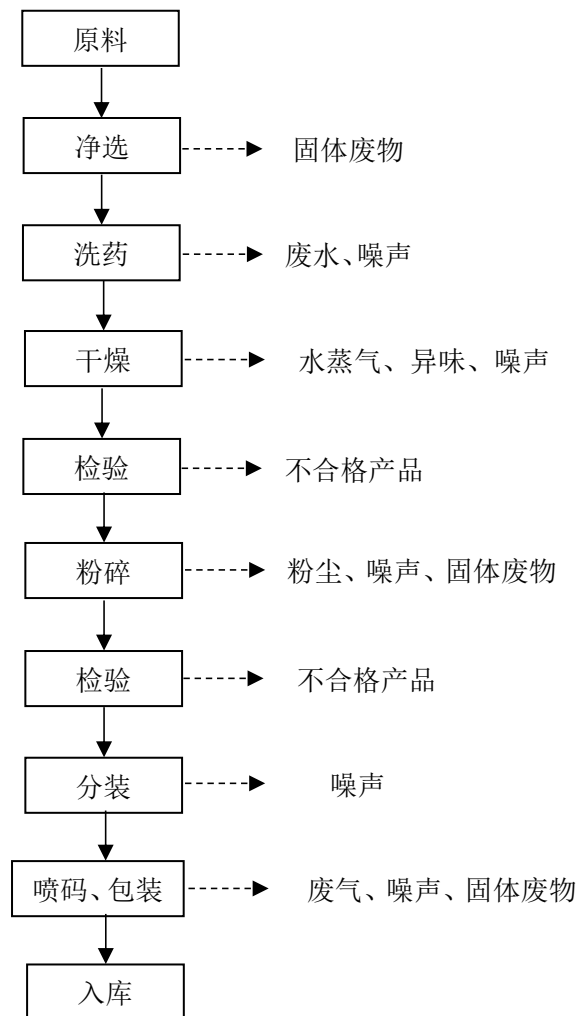 原料
净选 固体废物
洗药 废水、噪声
干燥 水蒸气、异味、噪声
检验 不合格产品
粉碎 粉尘、噪声、固体废物
检验 不合格产品
分装 噪声
喷码、包装 废气、噪声、固体废物
入库